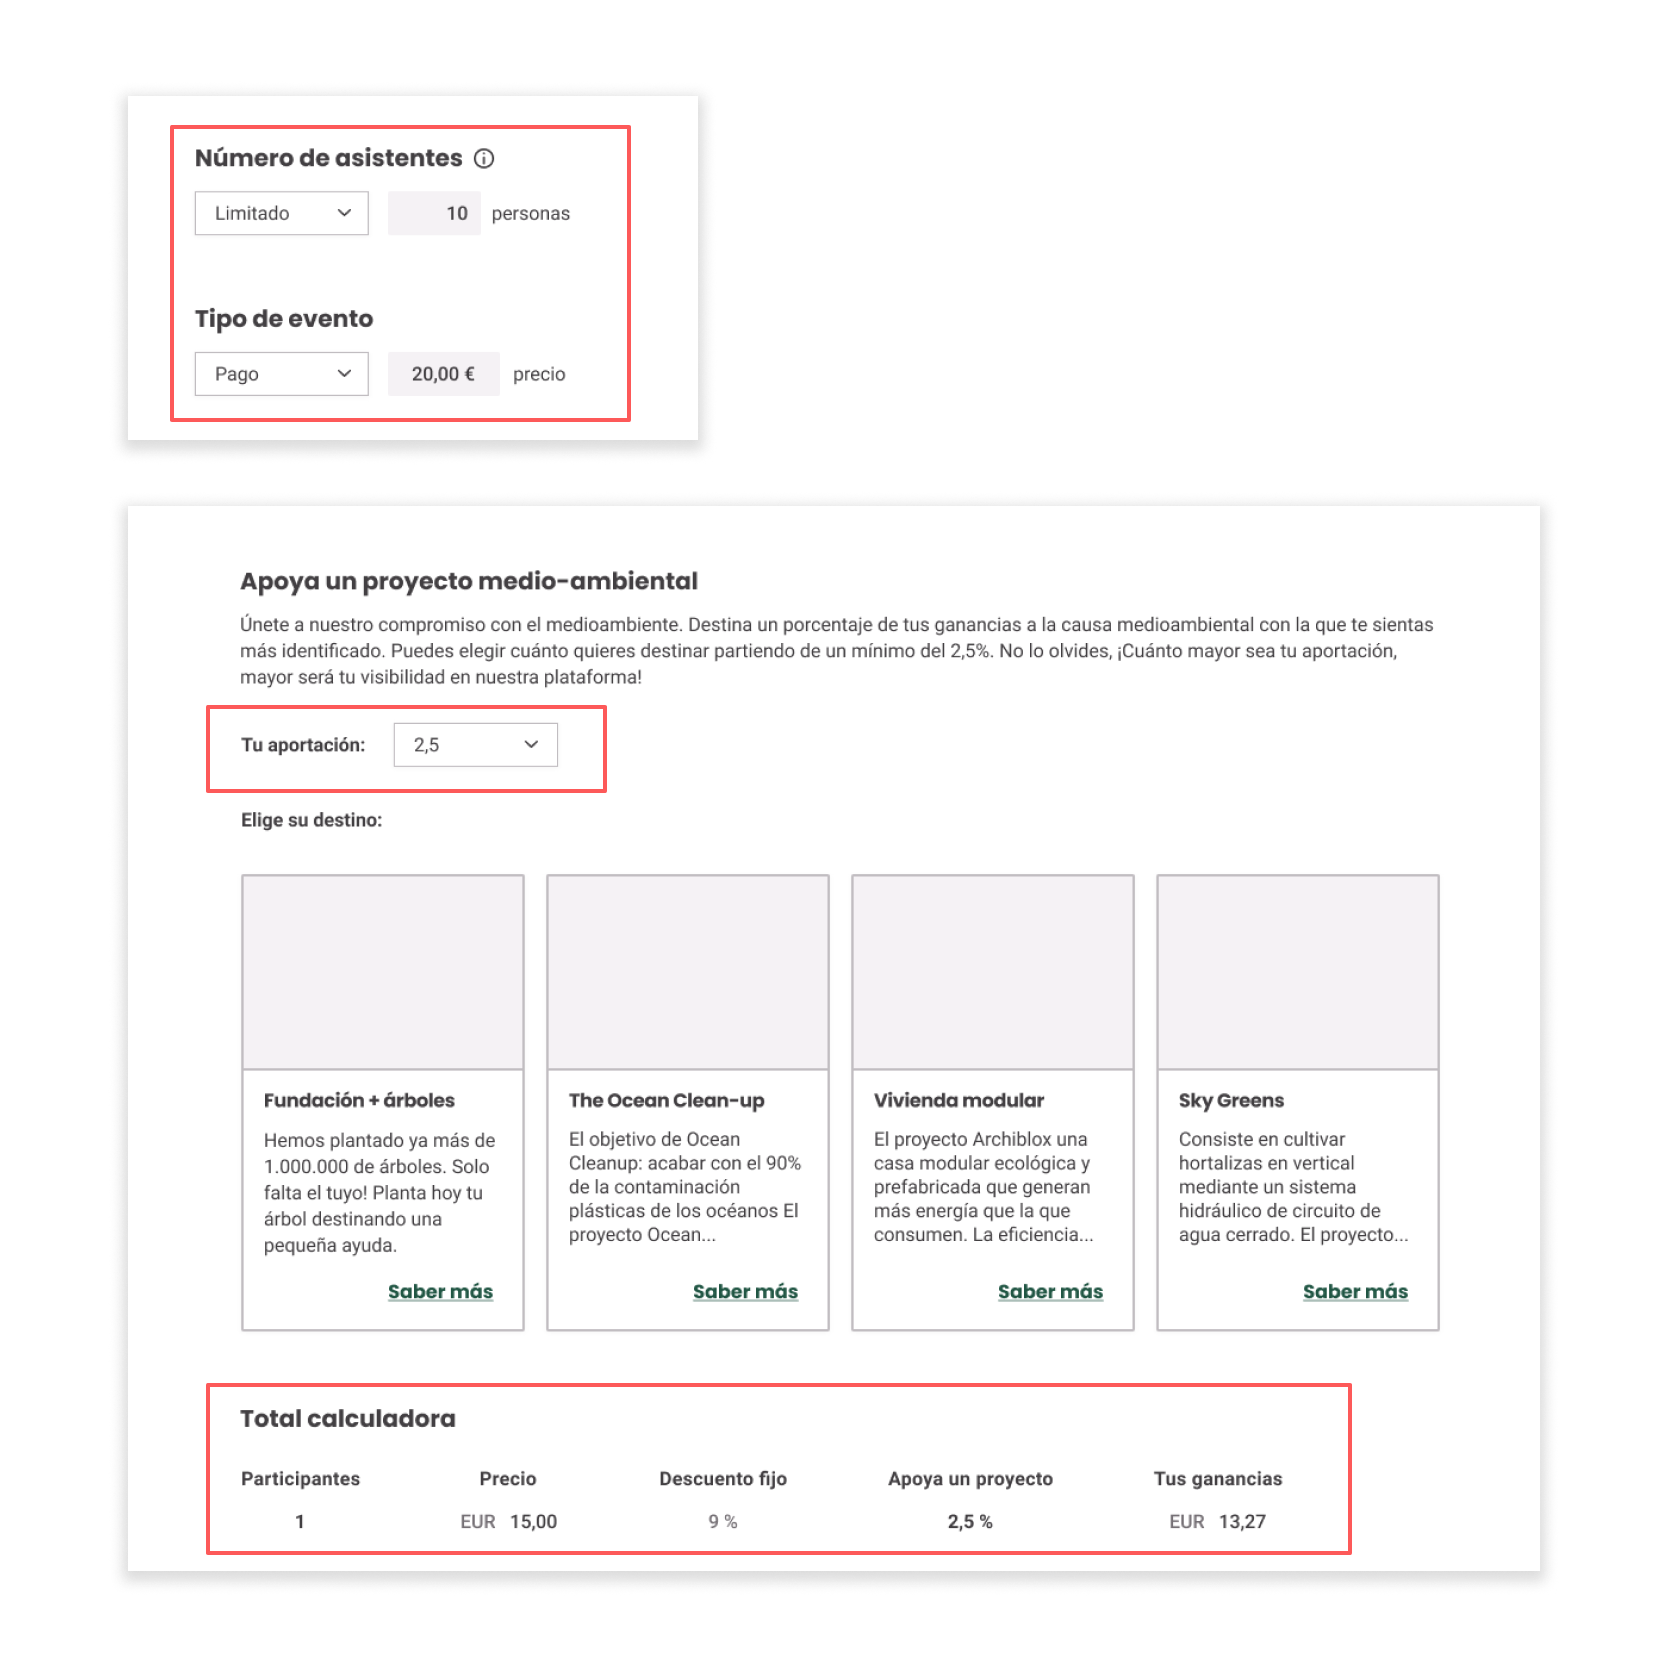 Número de asistentes
Limitado 10 personas
Tipo de evento
Pago 20,00 € precio
Apoya un proyecto medio-ambiental
Únete a nuestro compromiso con el medioambiente. Destina un porcentaje de tus ganancias a la causa medioambiental con la que te sientas
más identificado. Puedes elegir cuánto quieres destinar partiendo de un mínimo del 2,5%. No lo olvides, ¡Cuánto mayor sea tu aportación,
mayor será tu visibilidad en nuestra plataforma!
Tu aportación: 2,5
Elige su destino:
Fundación + árboles
Hemos plantado ya más de
1.000.000 de árboles. Solo
falta el tuyo! Planta hoy tu
árbol destinando una
pequeña ayuda.
Saber más
The Ocean Clean-up
El objetivo de Ocean
Cleanup: acabar con el 90%
de la contaminación
plásticas de los océanos El
proyecto Ocean...
Saber más
Vivienda modular
El proyecto Archiblox una
casa modular ecológica y
prefabricada que generan
más energía que la que
consumen. La eficiencia...
Saber más
Sky Greens
Consiste en cultivar
hortalizas en vertical
mediante un sistema
hidráulico de circuito de
agua cerrado. El proyecto...
Saber más
Total calculadora
Participantes Precio Descuento fijo Apoya un proyecto Tus ganancias
1 EUR 15,00 9 % 2,5 % EUR 13,27